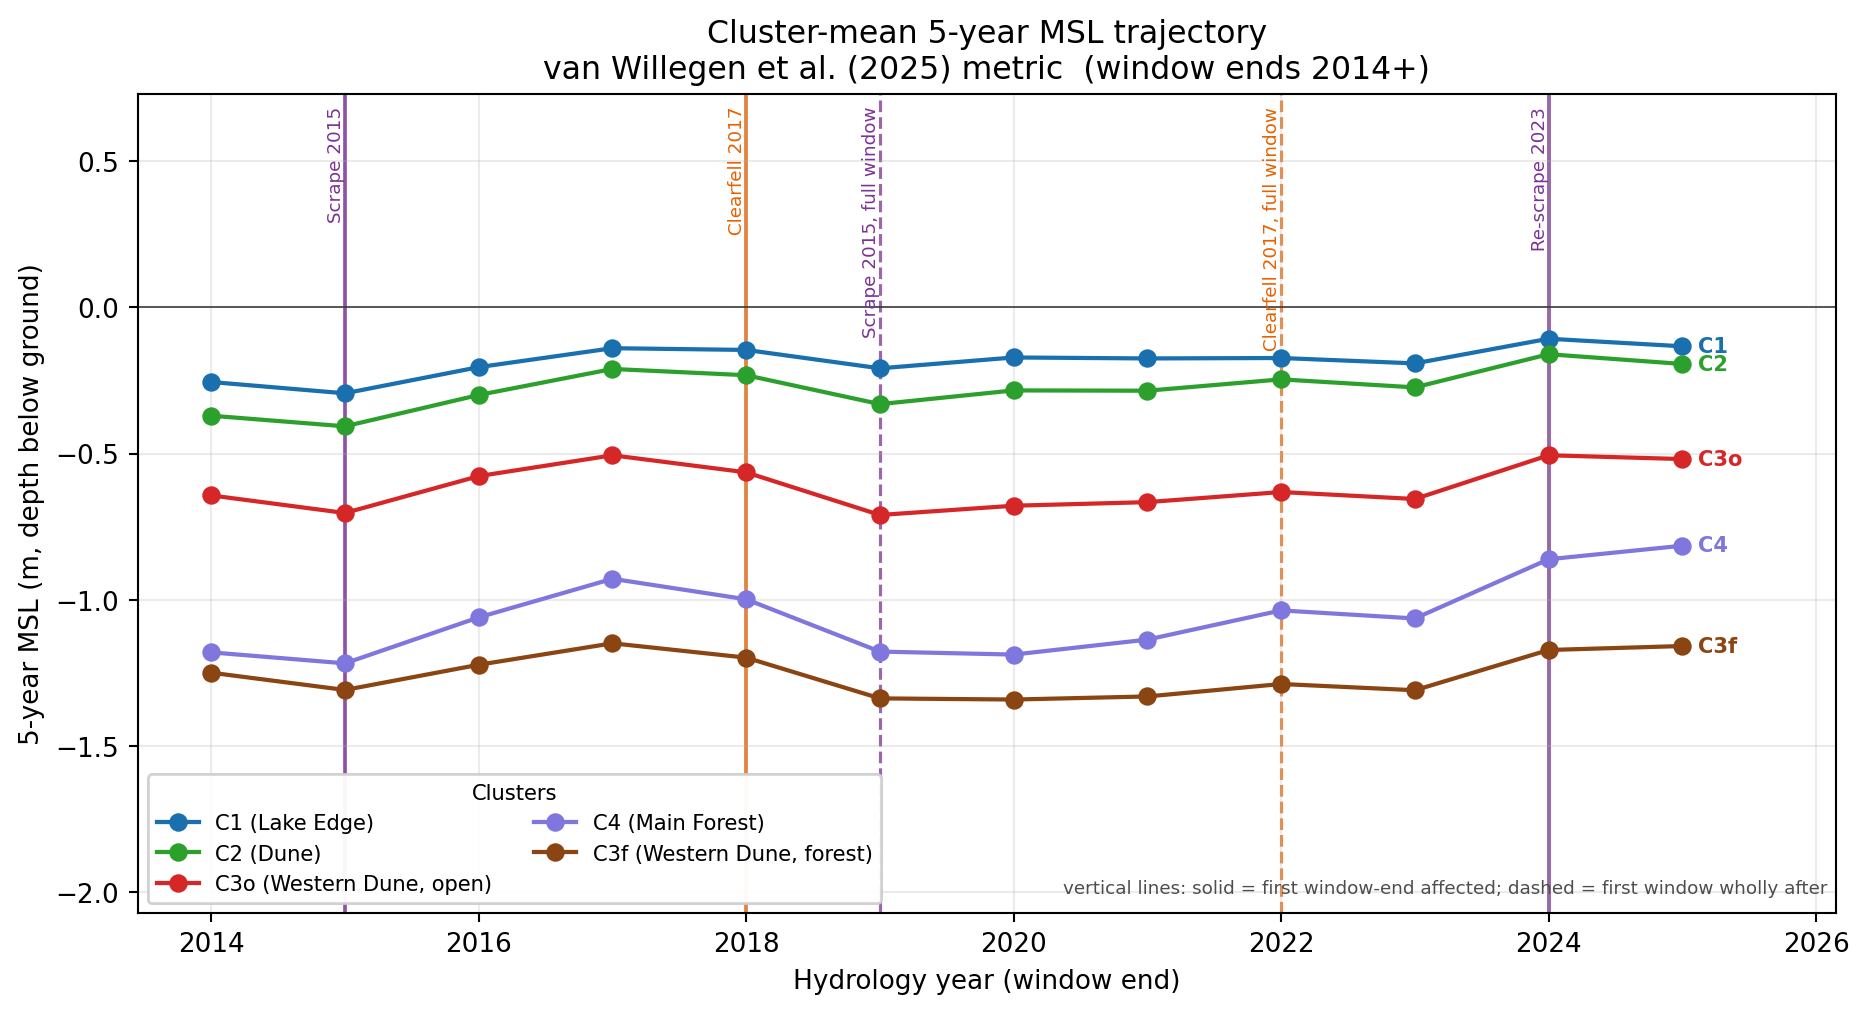 Cluster-mean 5-year MSL trajectory
van Willegen et al. (2025) metric  (window ends 2014+)
5-year MSL (m, depth below ground)
0.5
0.0
−0.5
−1.0
−1.5
−2.0
Scrape 2015
Clearfell 2017
Scrape 2015, full window
Clearfell 2017, full window
Re-scrape 2023
C1
C2
C3o
C4
C3f
Clusters
C1 (Lake Edge)
C2 (Dune)
C3o (Western Dune, open)
C4 (Main Forest)
C3f (Western Dune, forest)
vertical lines: solid = first window-end affected; dashed = first window wholly after
2014
2016
2018
2020
2022
2024
2026
Hydrology year (window end)